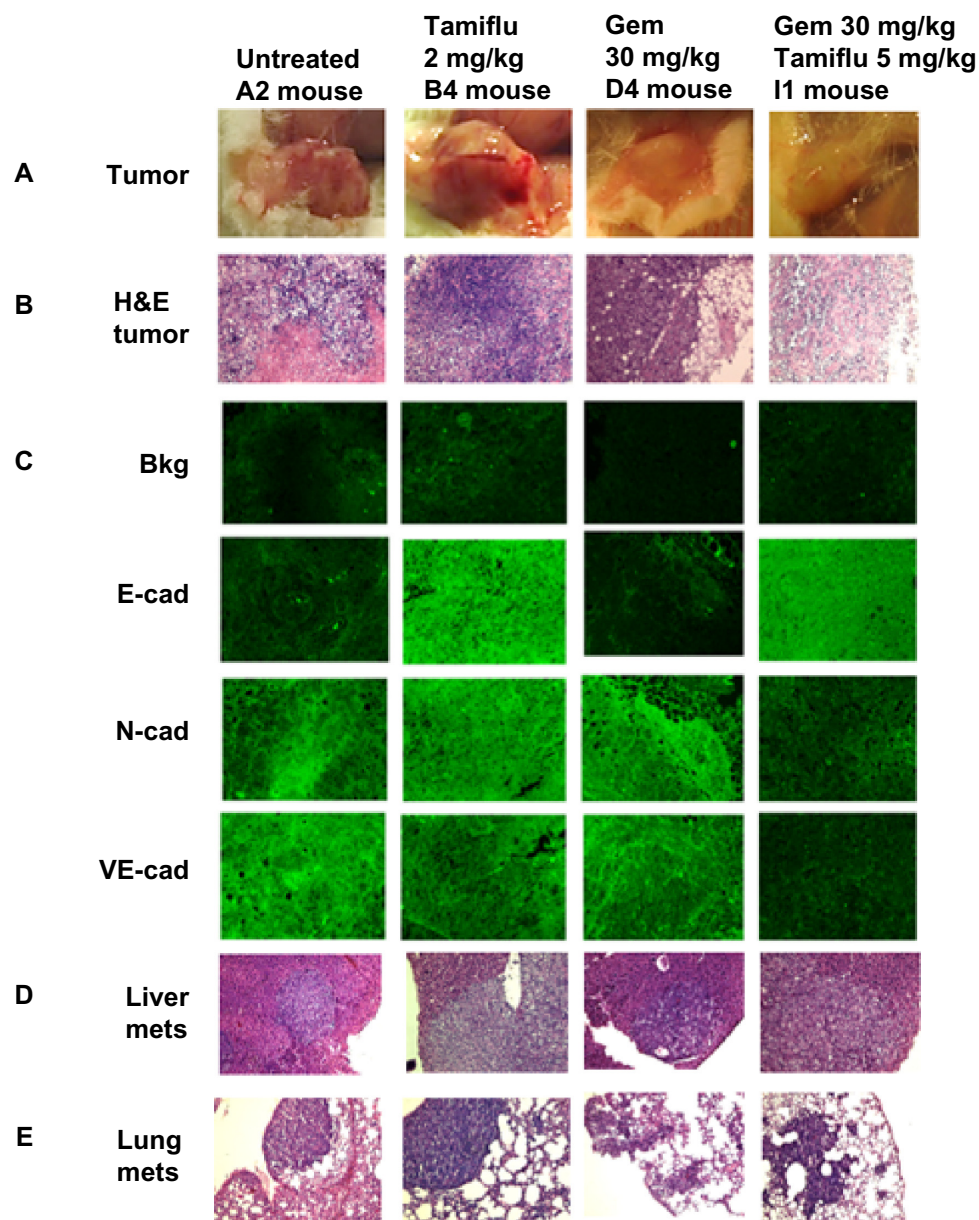 Untreated
A2 mouse
Tamiflu
2 mg/kg
B4 mouse
Gem
30 mg/kg
D4 mouse
Gem 30 mg/kg
Tamiflu 5 mg/kg
I1 mouse
A
Tumor
B
H&E
tumor
C
Bkg
E-cad
N-cad
VE-cad
D
Liver
mets
E
Lung
mets